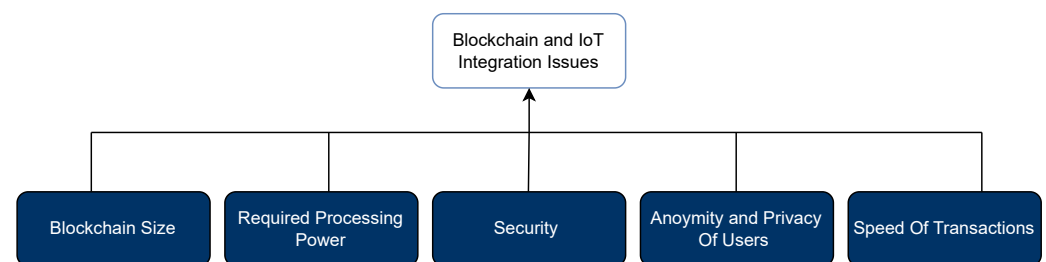 Blockchain and IoT
Integration Issues
Blockchain Size
Required Processing
Power
Security
Anoymity and Privacy
Of Users
Speed Of Transactions